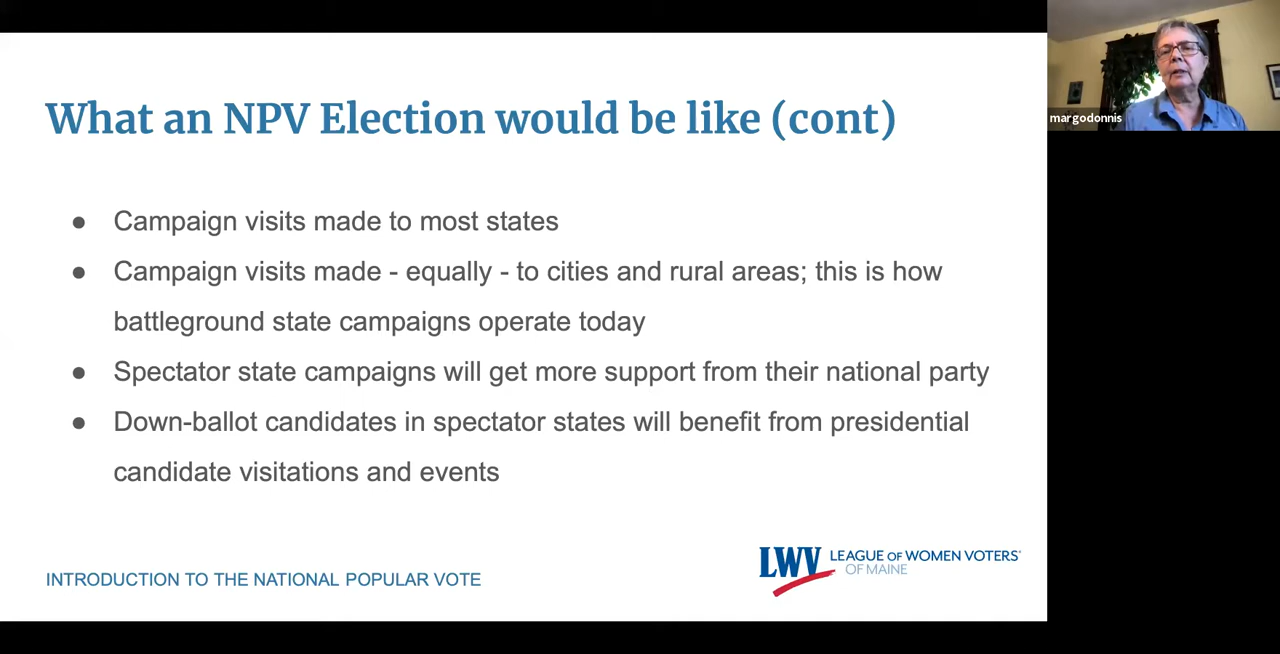 What an NPV Election would be like (cont)
margodonnis
● Campaign visits made to most states
● Campaign visits made - equally - to cities and rural areas; this is how
battleground state campaigns operate today
● Spectator state campaigns will get more support from their national party
● Down-ballot candidates in spectator states will benefit from presidential
candidate visitations and events
INTRODUCTION TO THE NATIONAL POPULAR VOTE
LWV LEAGUE OF WOMEN VOTERS®
OF MAINE